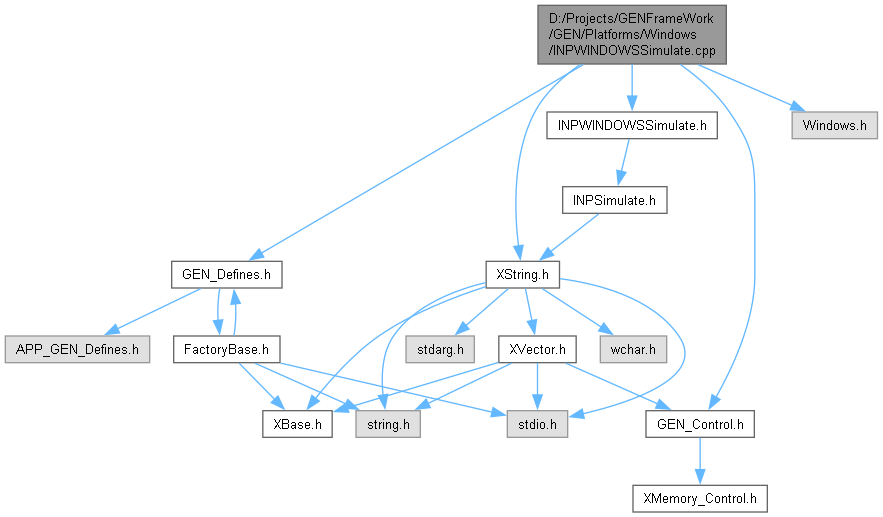 D:/Projects/GENFrameWork
/GEN/Platforms/Windows
/INPWINDOWSSimulate.cpp
INPWINDOWSSimulate.h
Windows.h
INPSimulate.h
GEN_Defines.h
XString.h
APP_GEN_Defines.h
FactoryBase.h
stdarg.h
XVector.h
wchar.h
XBase.h
string.h
stdio.h
GEN_Control.h
XMemory_Control.h